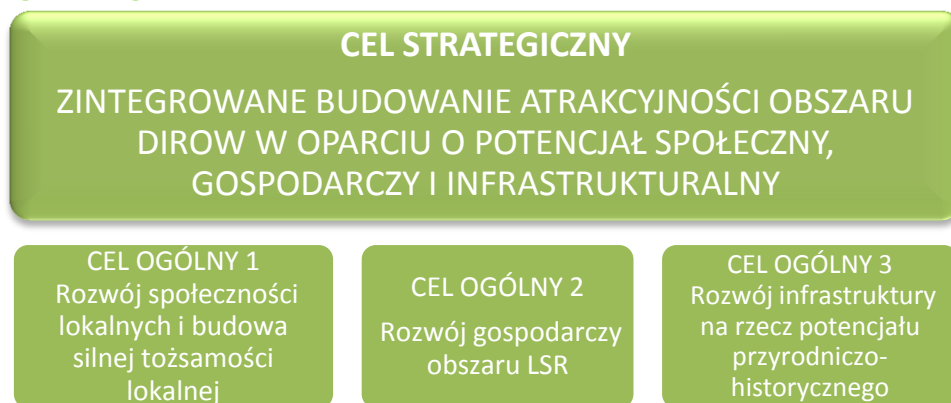 CEL STRATEGICZNY
ZINTEGROWANE BUDOWANIE ATRAKCYJNOŚCI OBSZARU
DIROW W OPARCIU O POTENCJAŁ SPOŁECZNY,
GOSPODARCZY I INFRASTRUKTURALNY
CEL OGÓLNY 1
Rozwój społeczności
lokalnych i budowa
silnej tożsamości
lokalnej
CEL OGÓLNY 2
Rozwój gospodarczy
obszaru LSR
CEL OGÓLNY 3
Rozwój infrastruktury
na rzecz potencjału
przyrodniczo-
historycznego